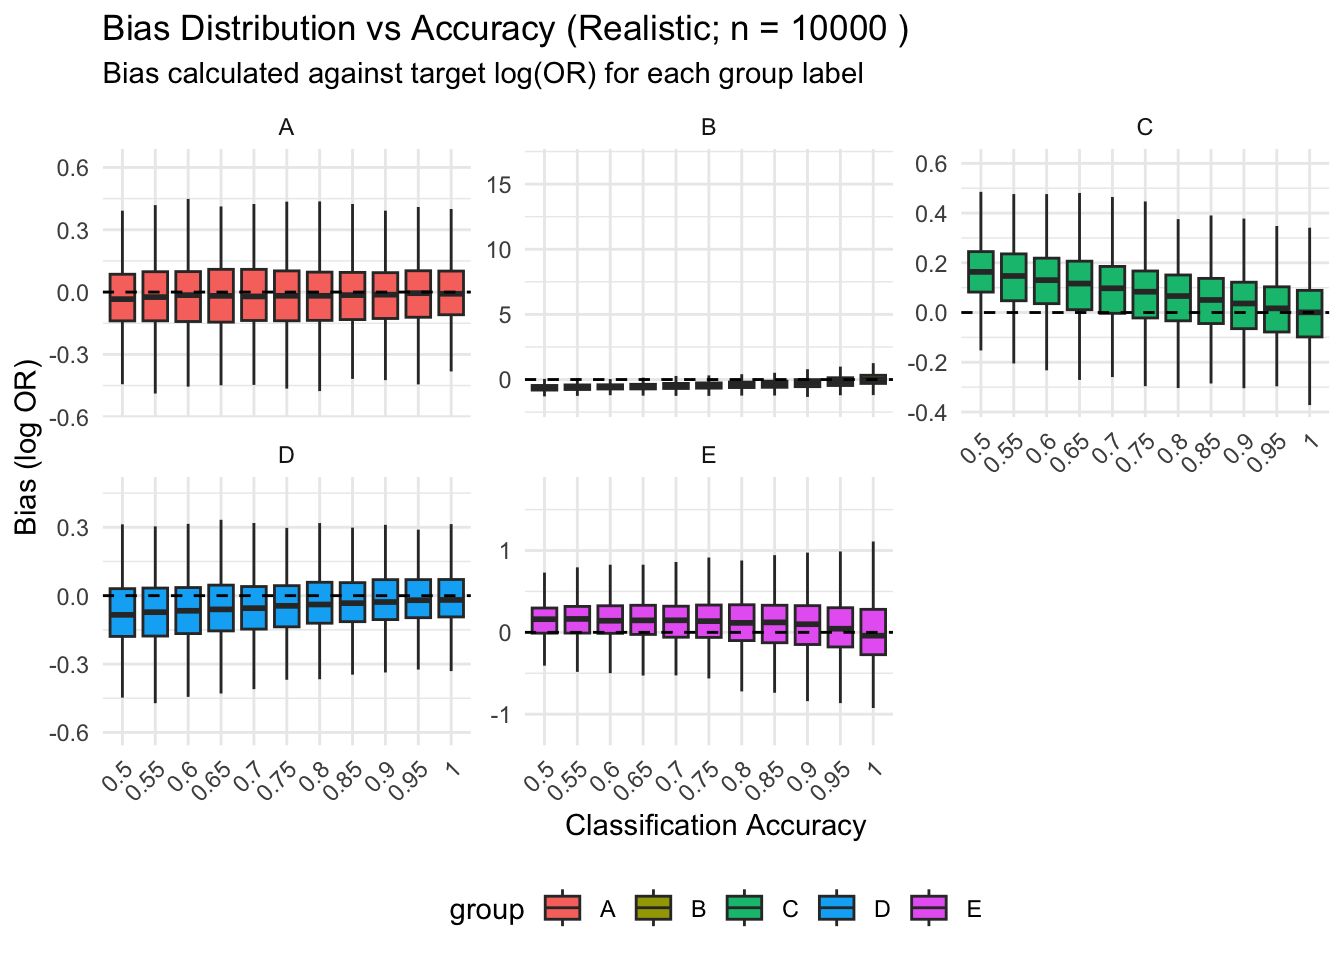 Bias Distribution vs Accuracy (Realistic; n = 10000 )
Bias calculated against target log(OR) for each group label
A
B
C
0.6
0.3
0.0
-0.3
-0.6
15
10
5
0
0.6
0.4
0.2
0.0
-0.2
-0.4
0.5 0.55 0.6 0.65 0.7 0.75 0.8 0.85 0.9 0.95 1
Bias (log OR)
D
E
0.3
0.0
-0.3
-0.6
1
0
-1
0.5 0.55 0.6 0.65 0.7 0.75 0.8 0.85 0.9 0.95 1
0.5 0.55 0.6 0.65 0.7 0.75 0.8 0.85 0.9 0.95 1
Classification Accuracy
group A B C D E